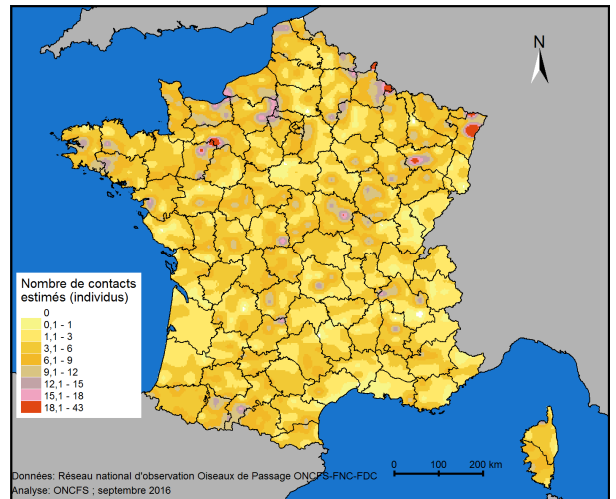 N
Nombre de contacts
estimés (individus)
0
0,1 - 1
1,1 - 3
3,1 - 6
6,1 - 9
9,1 - 12
12,1 - 15
15,1 - 18
18,1 - 43
Données: Réseau national d'observation Oiseaux de Passage ONCFS-FNC-FDC
Analyse: ONCFS ; septembre 2016
0 100 200 km